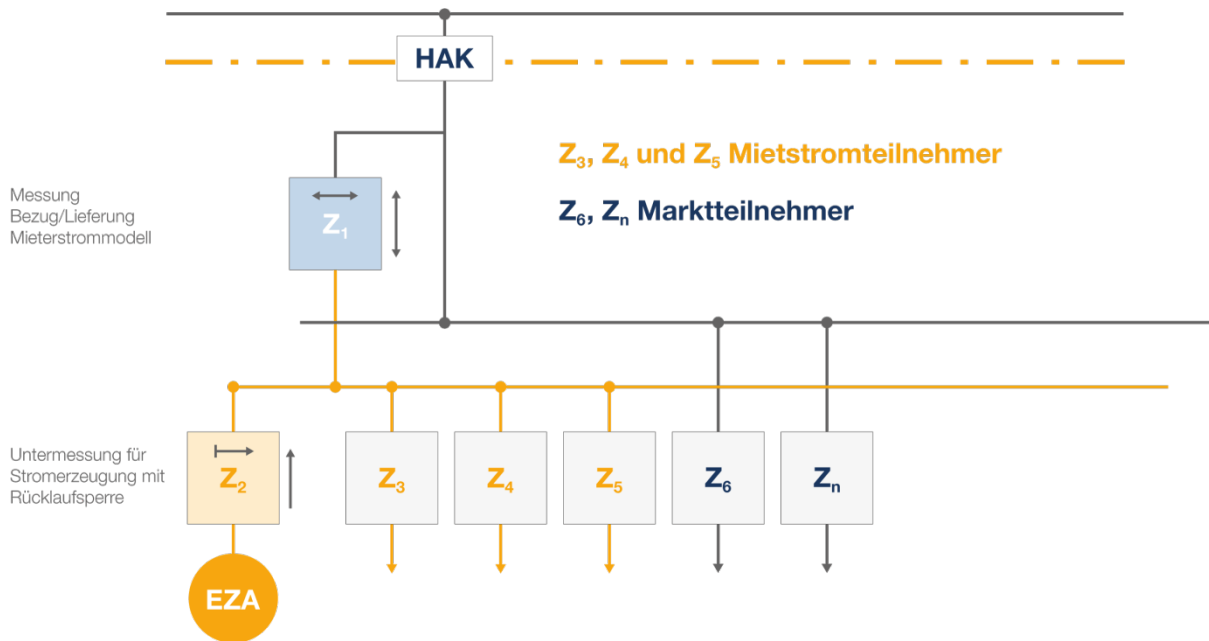 HAK
Z₃, Z₄ und Z₅ Mietstromteilnehmer
Z₆, Zₙ Marktteilnehmer
Messung
Bezug/Lieferung
Mieterstrommodell
Z₁
Untermessung für
Stromerzeugung mit
Rücklaufsperre
Z₂
Z₃
Z₄
Z₅
Z₆
Zₙ
EZA